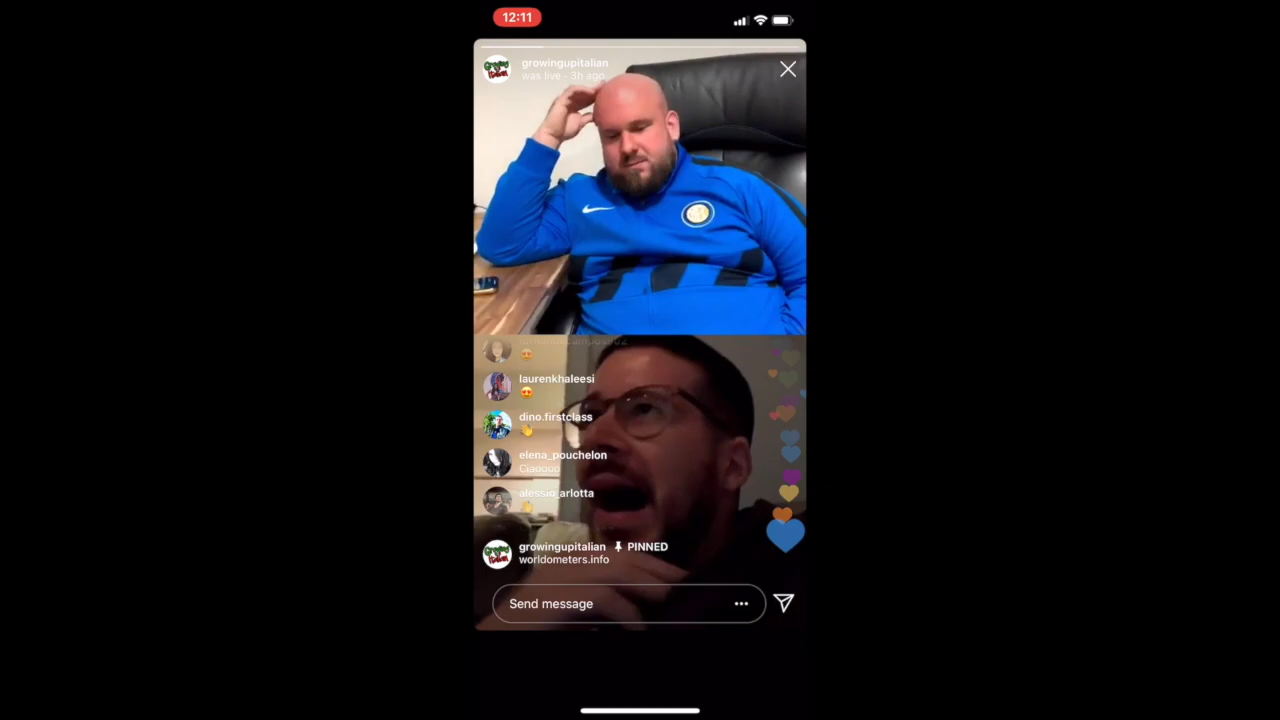 12:11
growingupitalian
was live · 3h ago
laurenkhaleesi
dino.firstclass
elena_pouchelon
Ciaoooo
alessio_arlotta
growingupitalian PINNED
worldometers.info
Send message